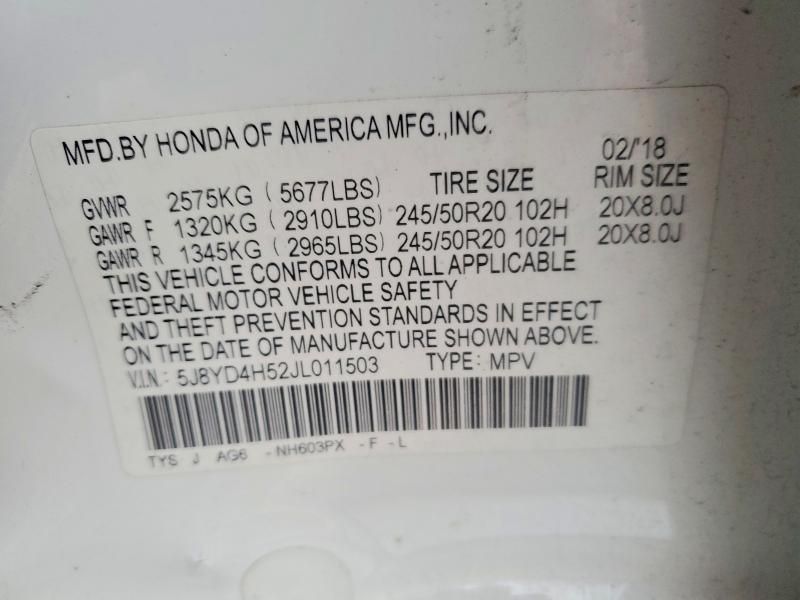 MFD.BY HONDA OF AMERICA MFG.,INC. 02/'18
GVWR 2575KG ( 5677LBS) TIRE SIZE RIM SIZE
GAWR F 1320KG ( 2910LBS) 245/50R20 102H 20X8.0J
GAWR R 1345KG ( 2965LBS) 245/50R20 102H 20X8.0J
THIS VEHICLE CONFORMS TO ALL APPLICABLE
FEDERAL MOTOR VEHICLE SAFETY
AND THEFT PREVENTION STANDARDS IN EFFECT
ON THE DATE OF MANUFACTURE SHOWN ABOVE.
V.I.N.: 5J8YD4H52JL011503 TYPE: MPV
TYS J AG6 -NH603PX -F -L